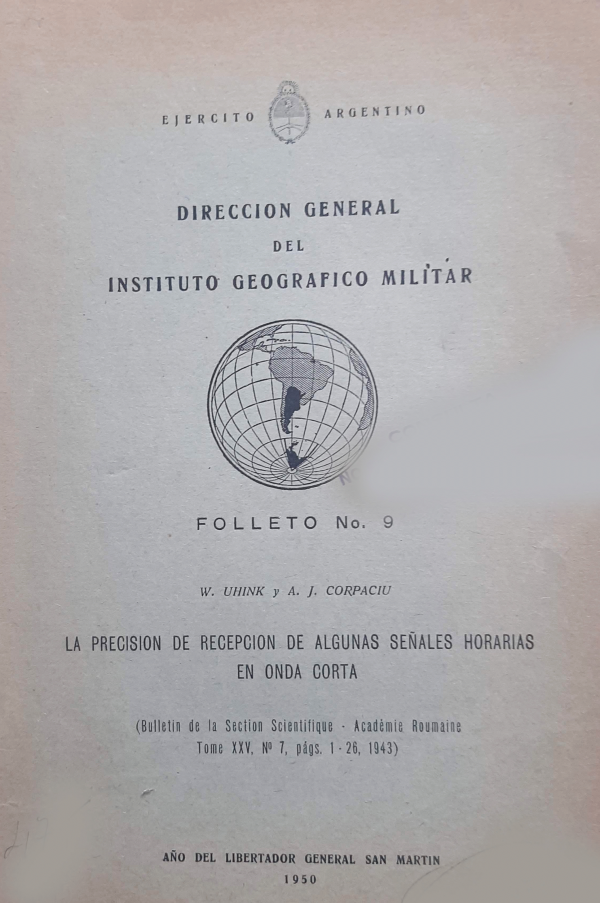 EJERCITO ARGENTINO
DIRECCION GENERAL
DEL
INSTITUTO GEOGRAFICO MILITAR
FOLLETO No. 9
W. UHINK y A. J. CORPACIU
LA PRECISION DE RECEPCION DE ALGUNAS SEÑALES HORARIAS
EN ONDA CORTA
(Bulletin de la Section Scientifique - Acadèmie Roumaine
Tome XXV, Nº 7, págs. 1 - 26, 1943)
AÑO DEL LIBERTADOR GENERAL SAN MARTIN
1950